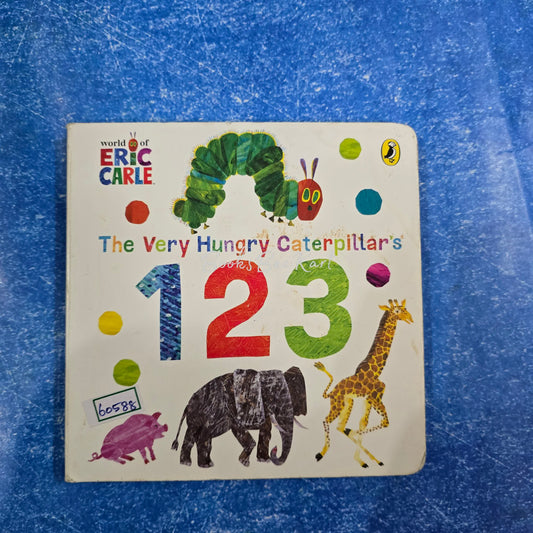 world of
ERIC
CARLE
The Very Hungry Caterpillar's
123
60588